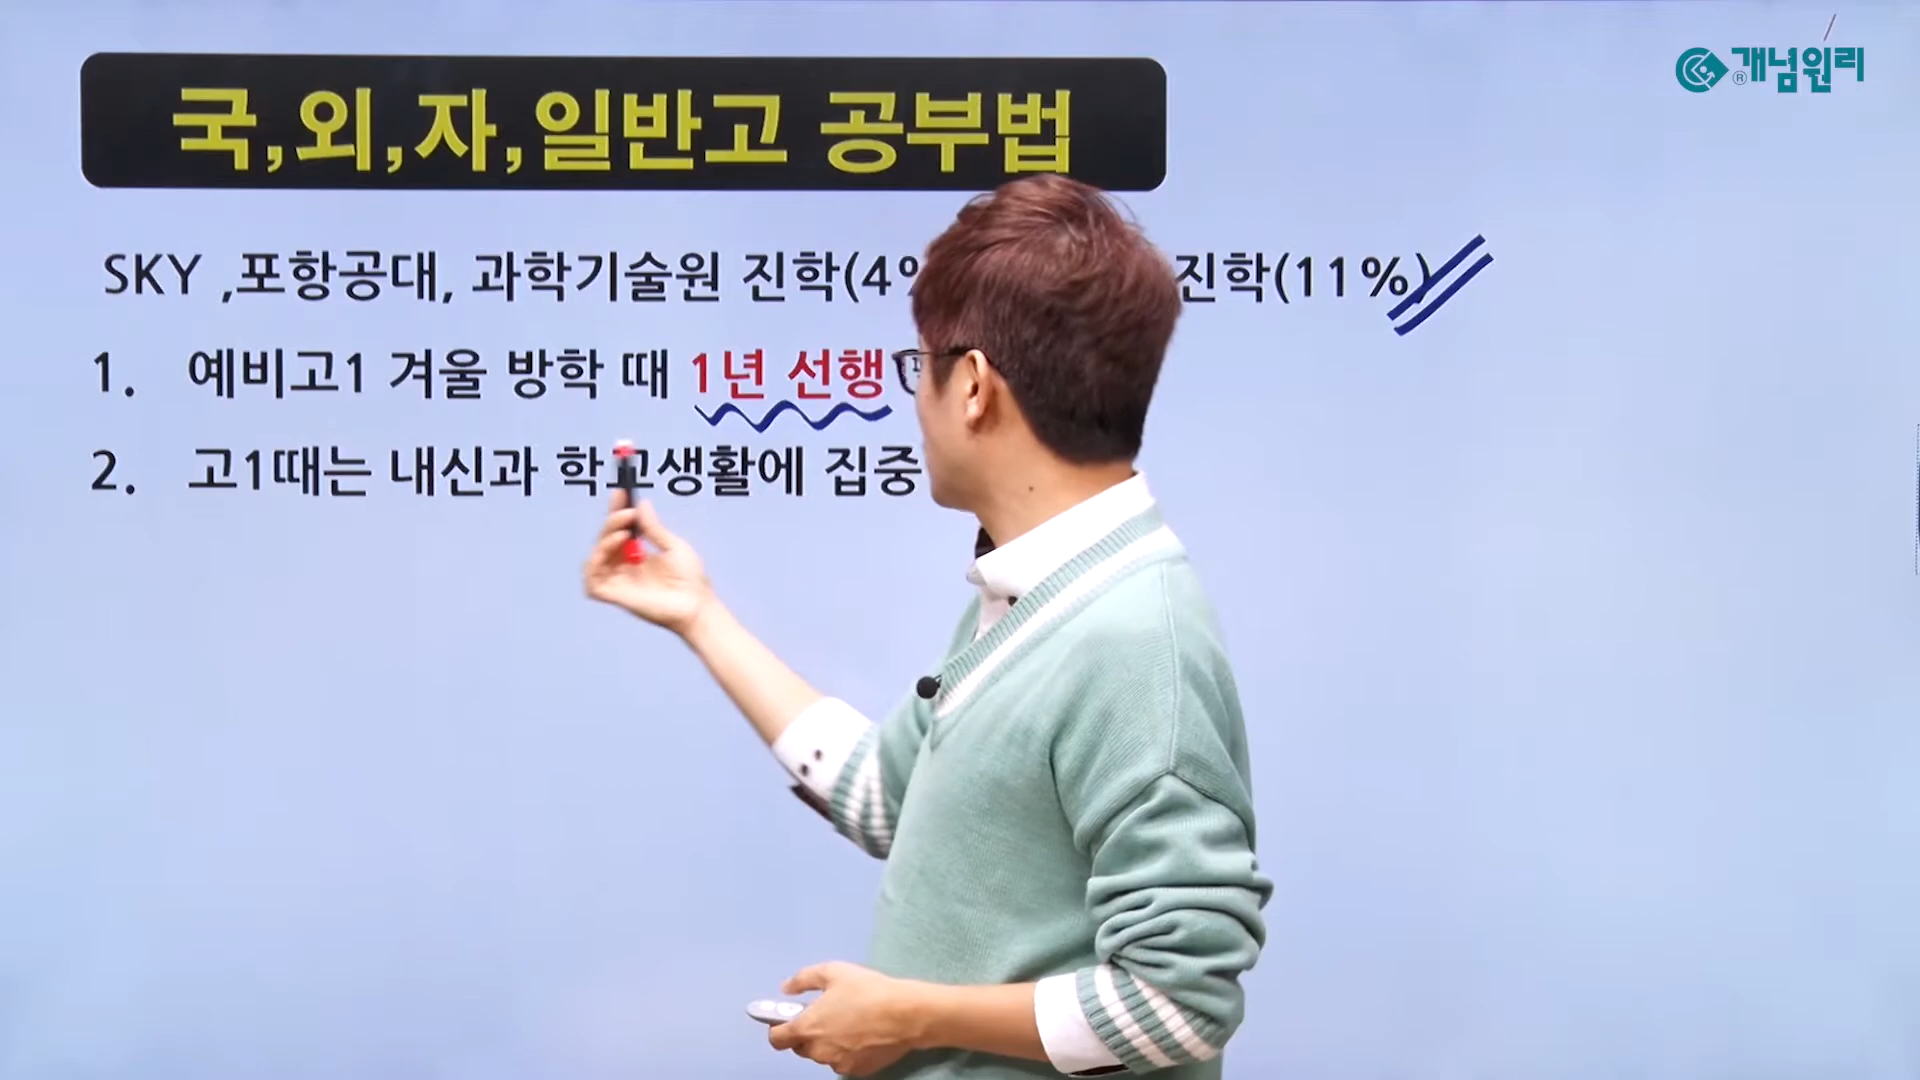 개념원리
국,외,자,일반고 공부법
SKY ,포항공대, 과학기술원 진학(4% 진학(11%)
1. 예비고1 겨울 방학 때 1년 선행
2. 고1때는 내신과 학교생활에 집중